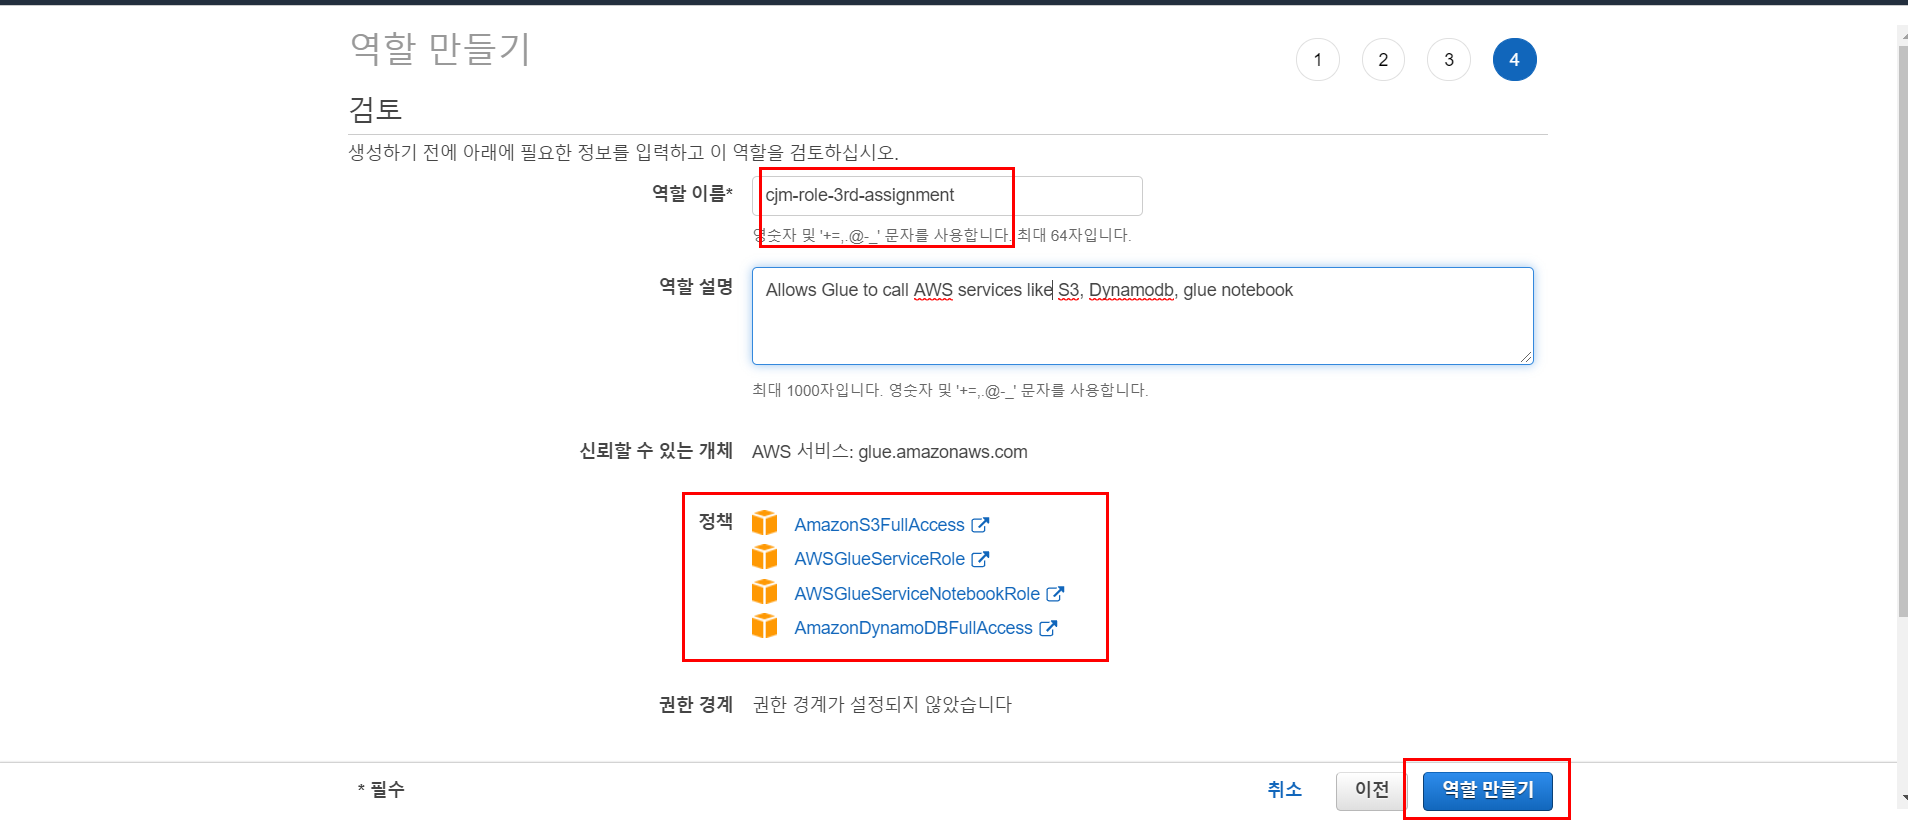 역할 만들기
1 2 3 4
검토
생성하기 전에 아래에 필요한 정보를 입력하고 이 역할을 검토하십시오.
역할 이름* cjm-role-3rd-assignment
영숫자 및 '+=,.@-_' 문자를 사용합니다. 최대 64자입니다.
역할 설명 Allows Glue to call AWS services like S3, Dynamodb, glue notebook
최대 1000자입니다. 영숫자 및 '+=,.@-_' 문자를 사용합니다.
신뢰할 수 있는 개체 AWS 서비스: glue.amazonaws.com
정책 AmazonS3FullAccess
AWSGlueServiceRole
AWSGlueServiceNotebookRole
AmazonDynamoDBFullAccess
권한 경계 권한 경계가 설정되지 않았습니다
* 필수 취소 이전 역할 만들기